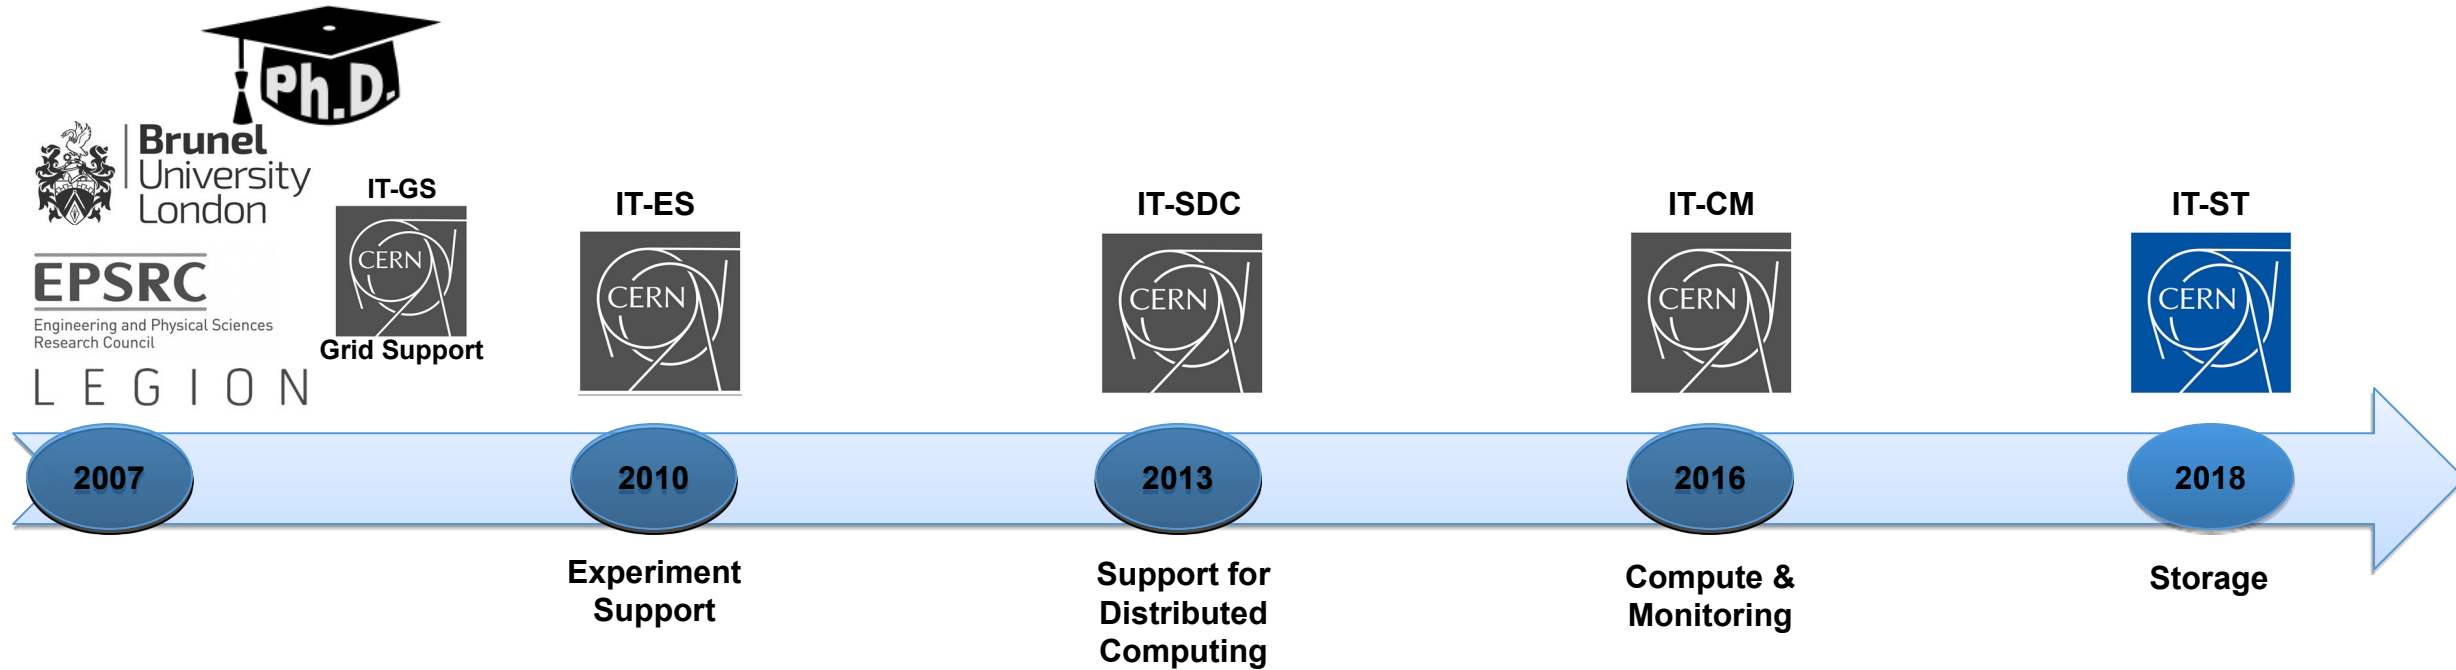 Ph.D.
Brunel
University
London
EPSRC
Engineering and Physical Sciences
Research Council
LEGION
IT-GS
CERN
Grid Support
IT-ES
CERN
IT-SDC
CERN
IT-CM
CERN
IT-ST
CERN
2007
2010
2013
2016
2018
Experiment
Support
Support for
Distributed
Computing
Compute &
Monitoring
Storage